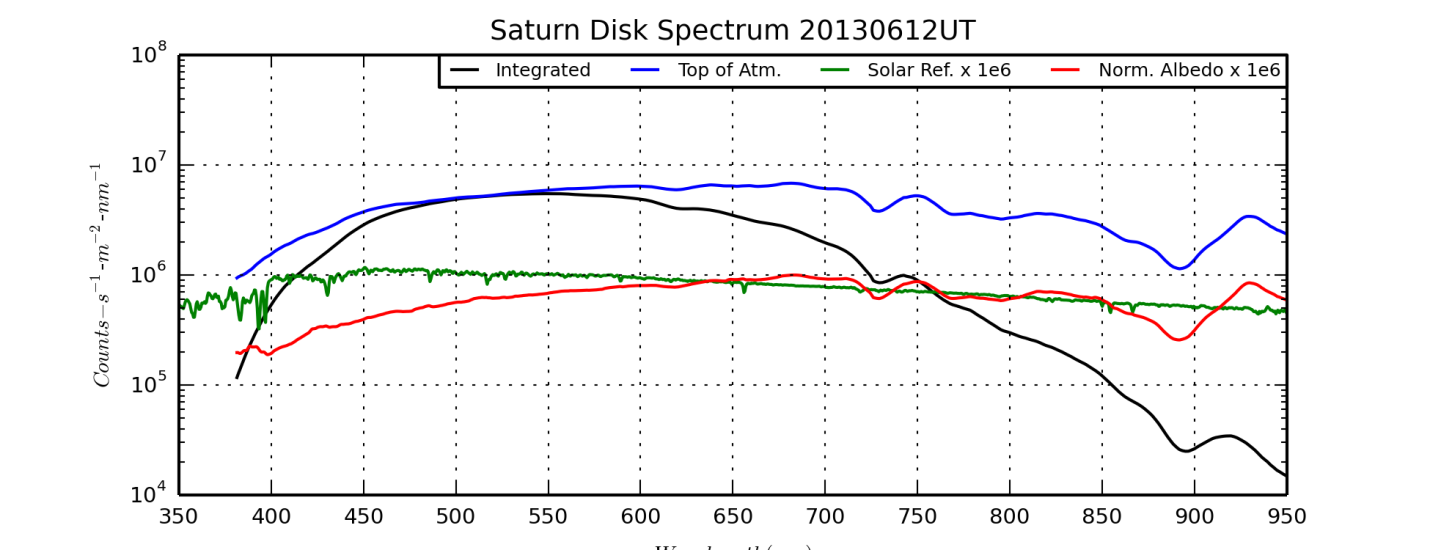 Saturn Disk Spectrum 20130612UT
Integrated Top of Atm. Solar Ref. x 1e6 Norm. Albedo x 1e6
10^8
10^7
10^6
10^5
10^4
Counts−s^{−1}-m^{−2}-nm^{−1}
350 400 450 500 550 600 650 700 750 800 850 900 950